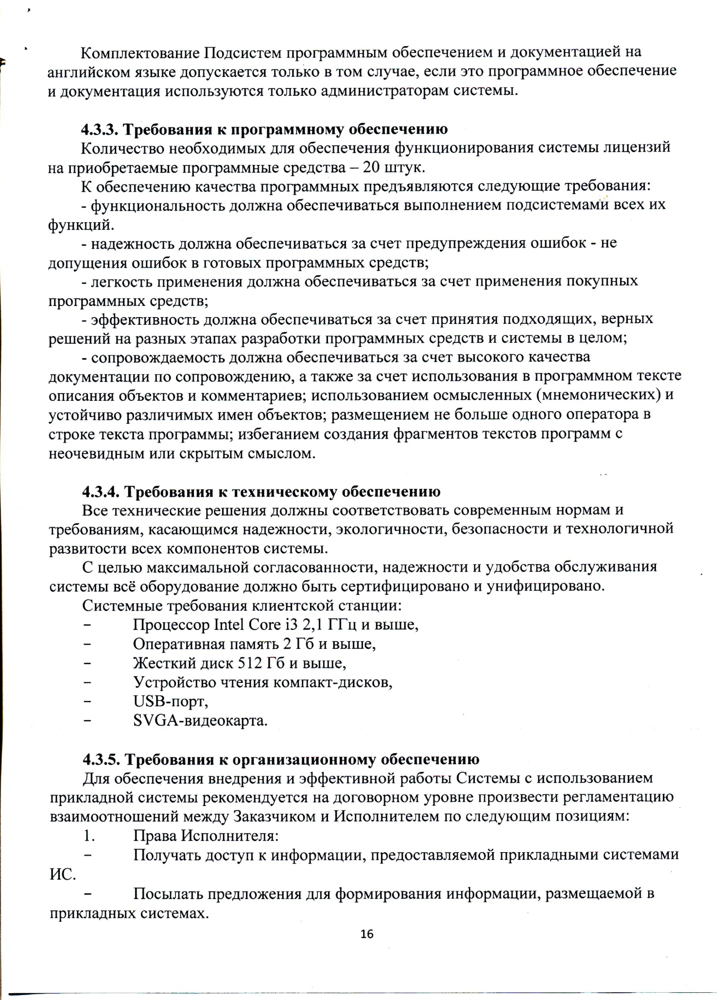 Комплектование Подсистем программным обеспечением и документацией на
английском языке допускается только в том случае, если это программное обеспечение
и документация используются только администраторам системы.
4.3.3. Требования к программному обеспечению
Количество необходимых для обеспечения функционирования системы лицензий
на приобретаемые программные средства – 20 штук.
К обеспечению качества программных предъявляются следующие требования:
- функциональность должна обеспечиваться выполнением подсистемами всех их
функций.
- надежность должна обеспечиваться за счет предупреждения ошибок - не
допущения ошибок в готовых программных средств;
- легкость применения должна обеспечиваться за счет применения покупных
программных средств;
- эффективность должна обеспечиваться за счет принятия подходящих, верных
решений на разных этапах разработки программных средств и системы в целом;
- сопровождаемость должна обеспечиваться за счет высокого качества
документации по сопровождению, а также за счет использования в программном тексте
описания объектов и комментариев; использованием осмысленных (мнемонических) и
устойчиво различимых имен объектов; размещением не больше одного оператора в
строке текста программы; избеганием создания фрагментов текстов программ с
неочевидным или скрытым смыслом.
4.3.4. Требования к техническому обеспечению
Все технические решения должны соответствовать современным нормам и
требованиям, касающимся надежности, экологичности, безопасности и технологичной
развитости всех компонентов системы.
С целью максимальной согласованности, надежности и удобства обслуживания
системы всё оборудование должно быть сертифицировано и унифицировано.
Системные требования клиентской станции:
– Процессор Intel Core i3 2,1 ГГц и выше,
– Оперативная память 2 Гб и выше,
– Жесткий диск 512 Гб и выше,
– Устройство чтения компакт-дисков,
– USB-порт,
– SVGA-видеокарта.
4.3.5. Требования к организационному обеспечению
Для обеспечения внедрения и эффективной работы Системы с использованием
прикладной системы рекомендуется на договорном уровне произвести регламентацию
взаимоотношений между Заказчиком и Исполнителем по следующим позициям:
1. Права Исполнителя:
– Получать доступ к информации, предоставляемой прикладными системами
ИС.
– Посылать предложения для формирования информации, размещаемой в
прикладных системах.
16